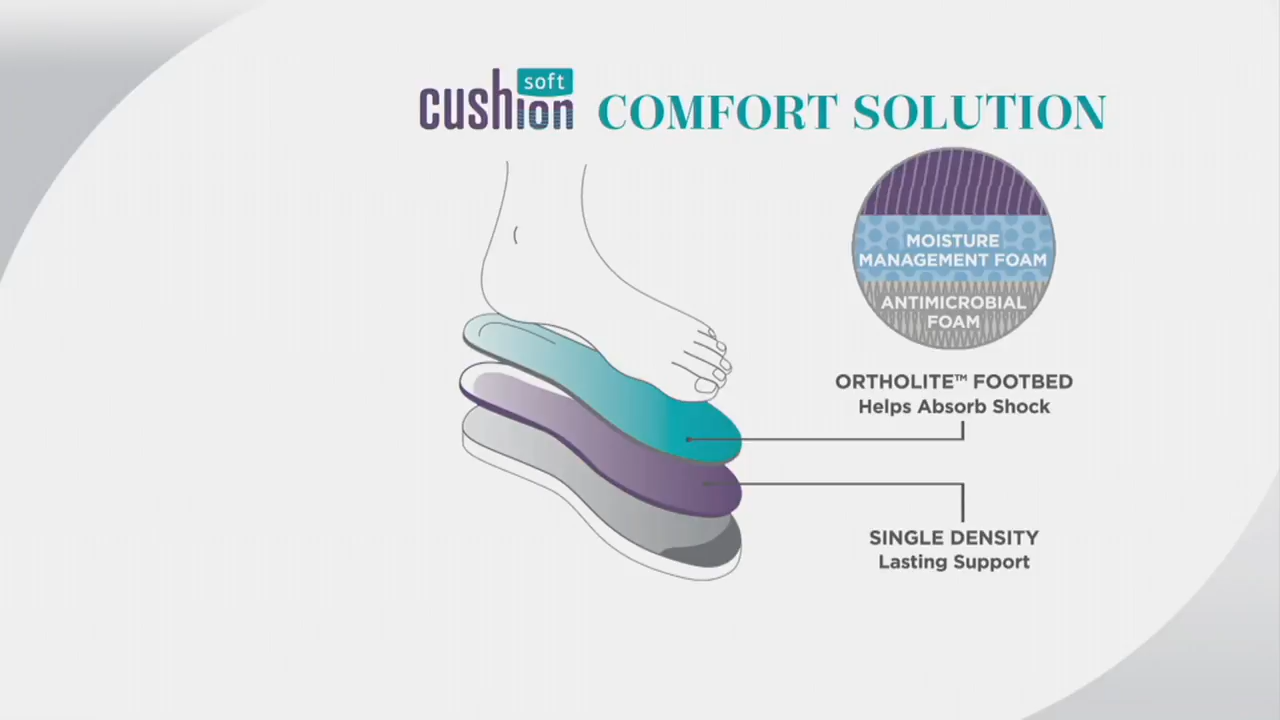 soft
cushion
COMFORT SOLUTION
MOISTURE
MANAGEMENT FOAM
ANTIMICROBIAL
FOAM
ORTHOLITE™ FOOTBED
Helps Absorb Shock
SINGLE DENSITY
Lasting Support